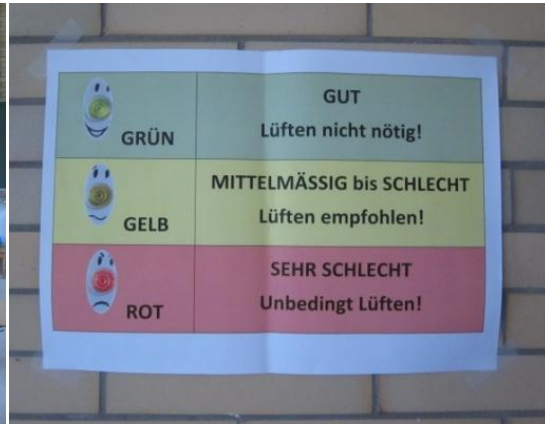 GRÜN
GUT
Lüften nicht nötig!
GELB
MITTELMÄSSIG bis SCHLECHT
Lüften empfohlen!
ROT
SEHR SCHLECHT
Unbedingt Lüften!